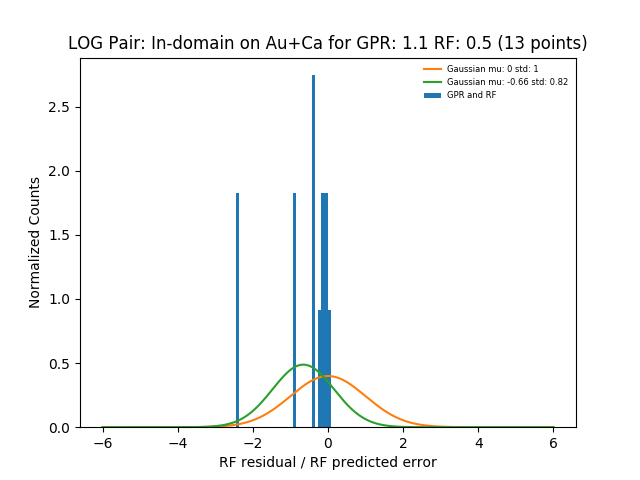 LOG Pair: In-domain on Au+Ca for GPR: 1.1 RF: 0.5 (13 points)
Gaussian mu: 0 std: 1
Gaussian mu: -0.66 std: 0.82
GPR and RF
Normalized Counts
2.5
2.0
1.5
1.0
0.5
0.0
−6 −4 −2 0 2 4 6
RF residual / RF predicted error